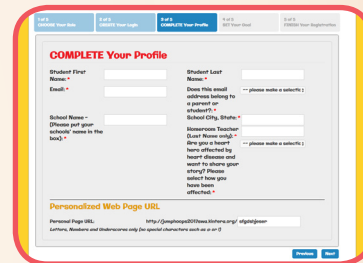 1 of 5
CHOOSE Your Role
2 of 5
CREATE Your Login
3 of 5
COMPLETE Your Profile
4 of 5
SET Your Goal
5 of 5
FINISH Your Registration
COMPLETE Your Profile
Student First
Name: *
Student Last
Name: *
Email: *
Does this email
address belong to
a parent or
student?: *
-- please make a selectic
School Name -
(Please put your
schools' name in the
box): *
School City, State: *
Homeroom Teacher
(Last Name only): *
Are you a heart
hero affected by
heart disease and
want to share your
story? Please
select how you
have been
affected: *
-- please make a selectic
Personalized Web Page URL
Personal Page URL:
Letters, Numbers and Underscores only (no special characters such as @ or !)
Previous
Next